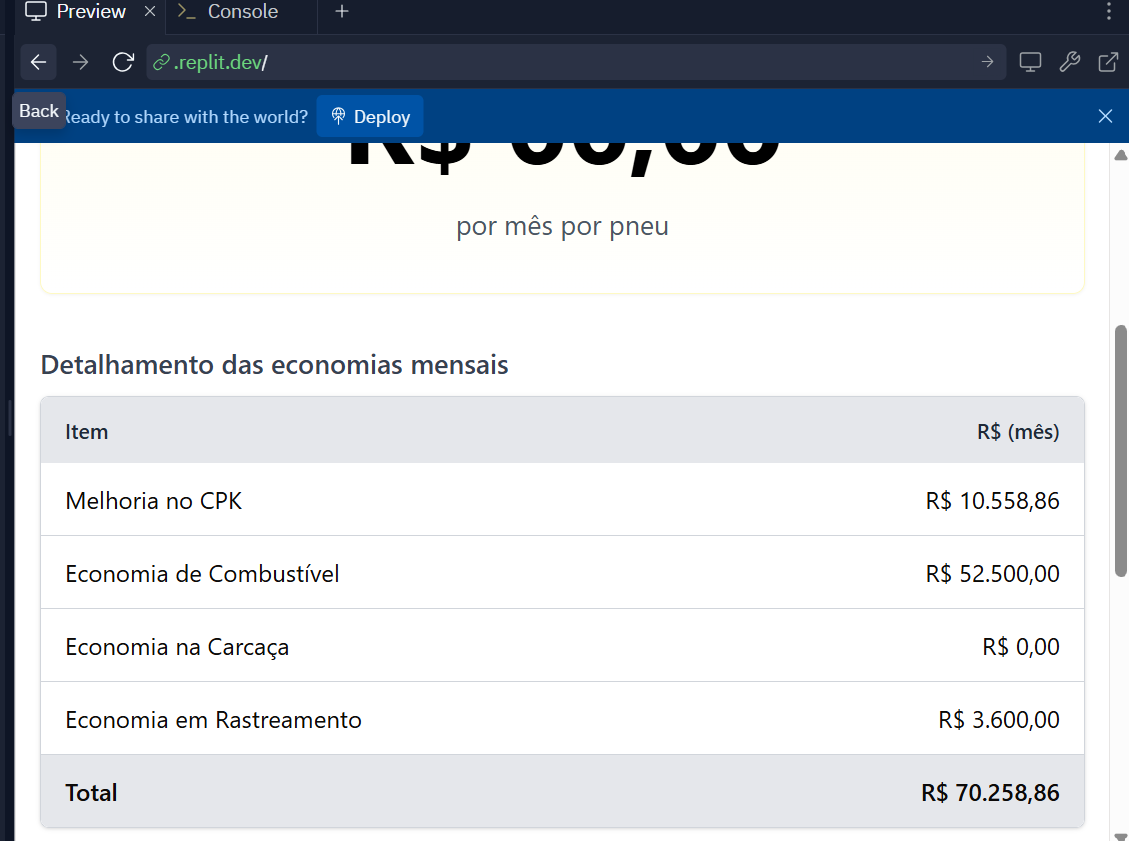 Preview
Console
.replit.dev/
Back
Ready to share with the world?
Deploy
por mês por pneu
Detalhamento das economias mensais
Item R$ (mês)
Melhoria no CPK R$ 10.558,86
Economia de Combustível R$ 52.500,00
Economia na Carcaça R$ 0,00
Economia em Rastreamento R$ 3.600,00
Total R$ 70.258,86